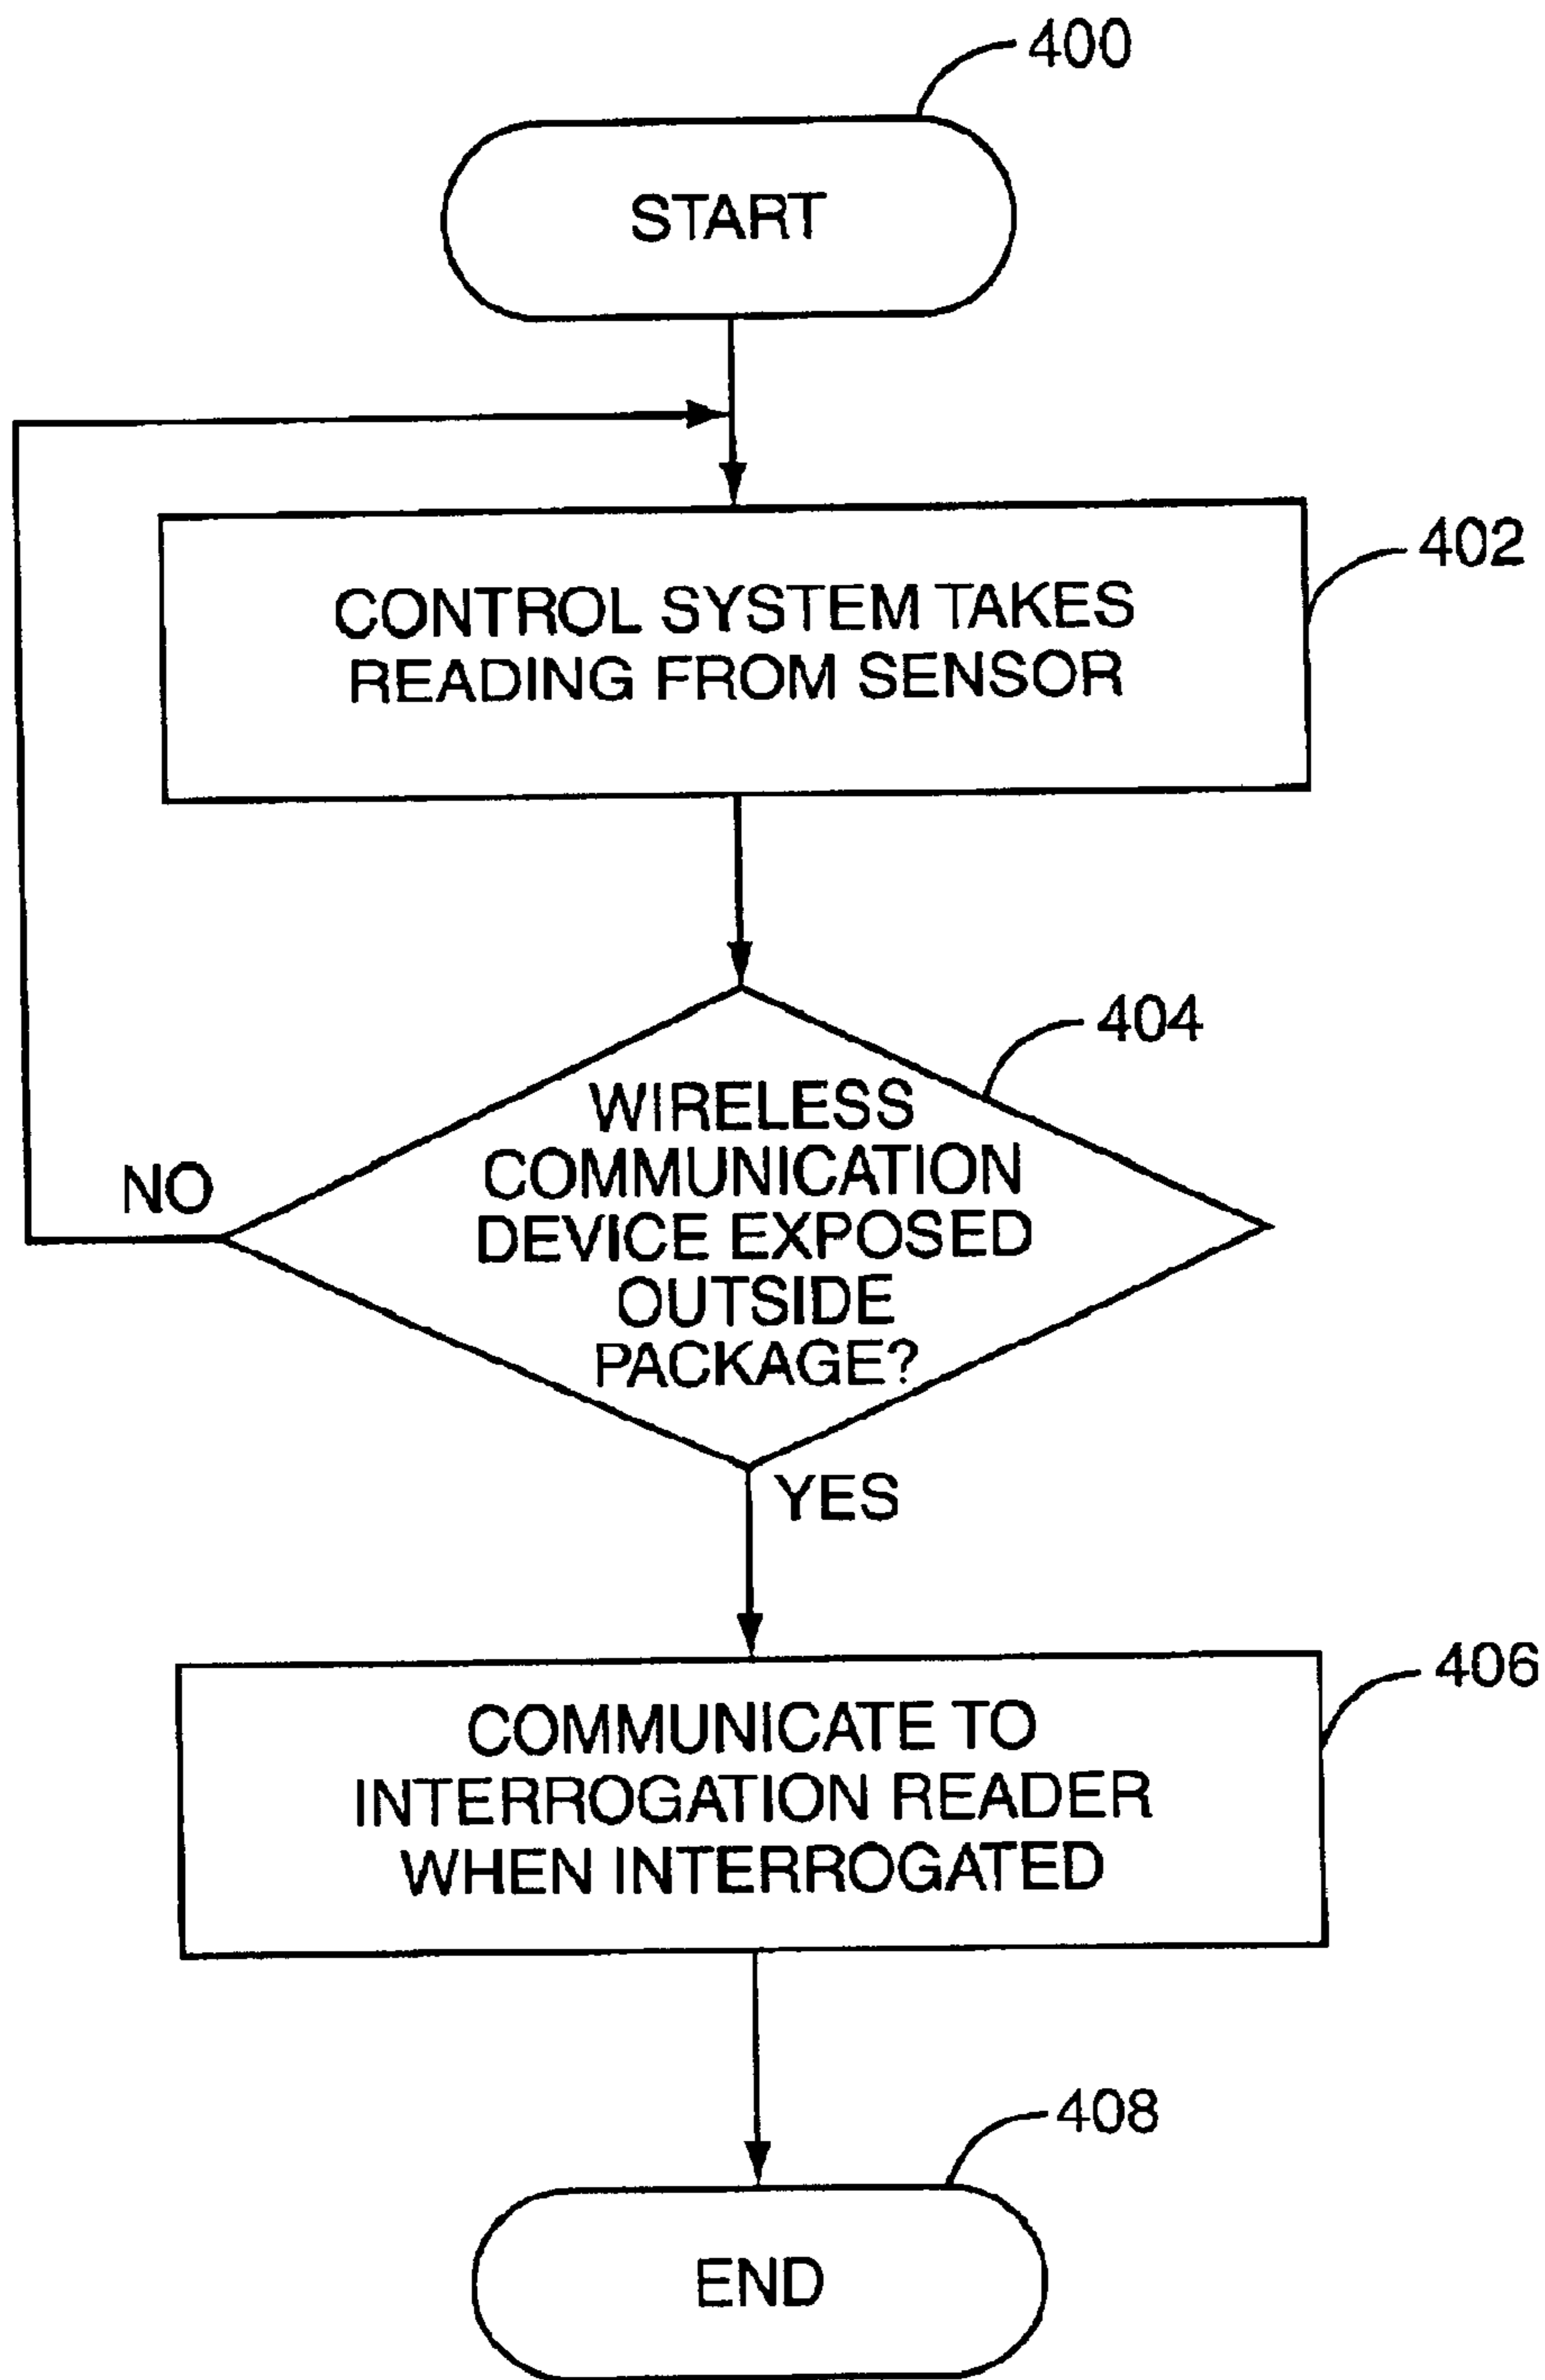 400
START
CONTROL SYSTEM TAKES
READING FROM SENSOR
402
404
WIRELESS
COMMUNICATION
DEVICE EXPOSED
OUTSIDE
PACKAGE?
NO
YES
406
COMMUNICATE TO
INTERROGATION READER
WHEN INTERROGATED
408
END